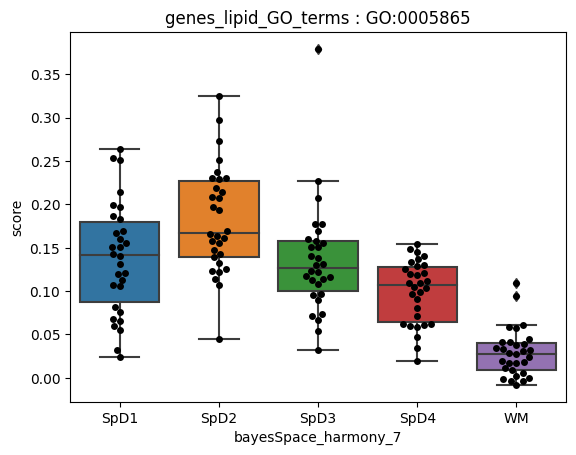 genes_lipid_GO_terms : GO:0005865
score
0.35
0.30
0.25
0.20
0.15
0.10
0.05
0.00
SpD1 SpD2 SpD3 SpD4 WM
bayesSpace_harmony_7